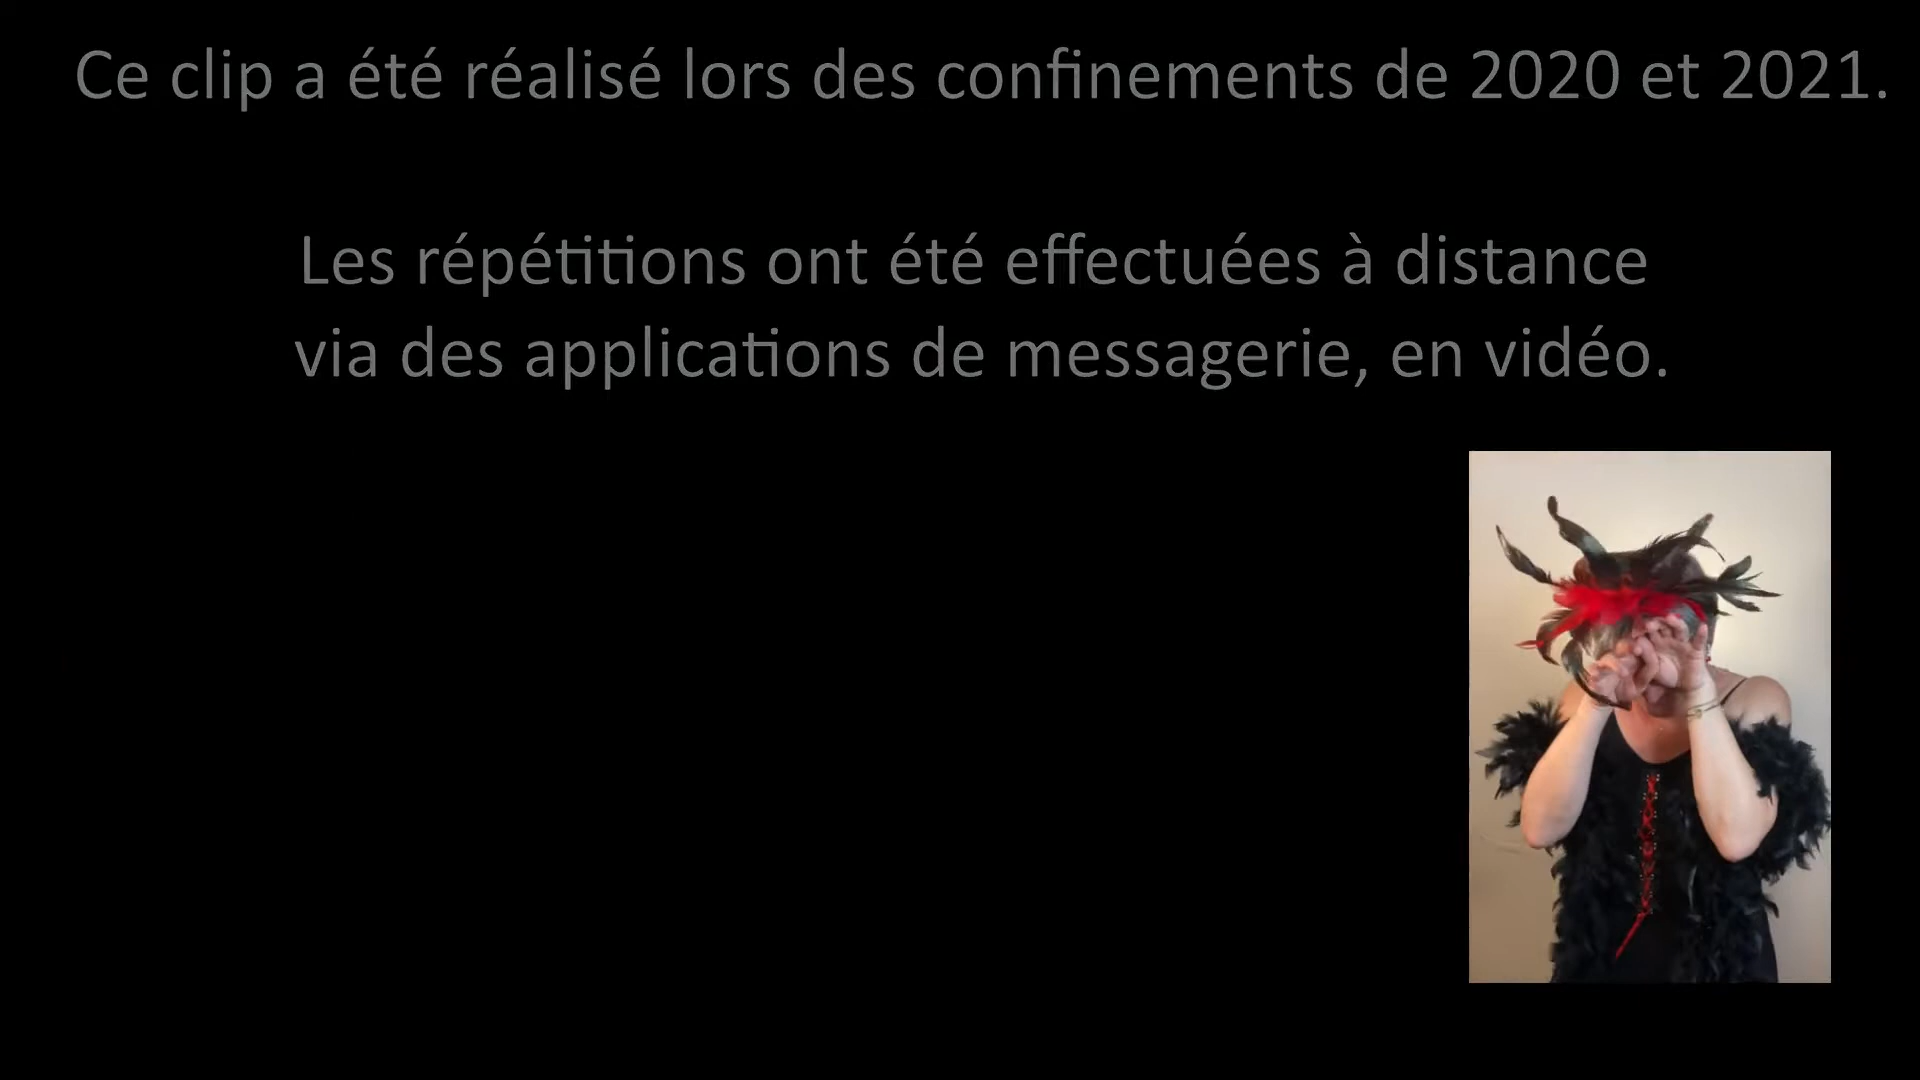 Ce clip a été réalisé lors des confinements de 2020 et 2021.
Les répétitions ont été effectuées à distance
via des applications de messagerie, en vidéo.